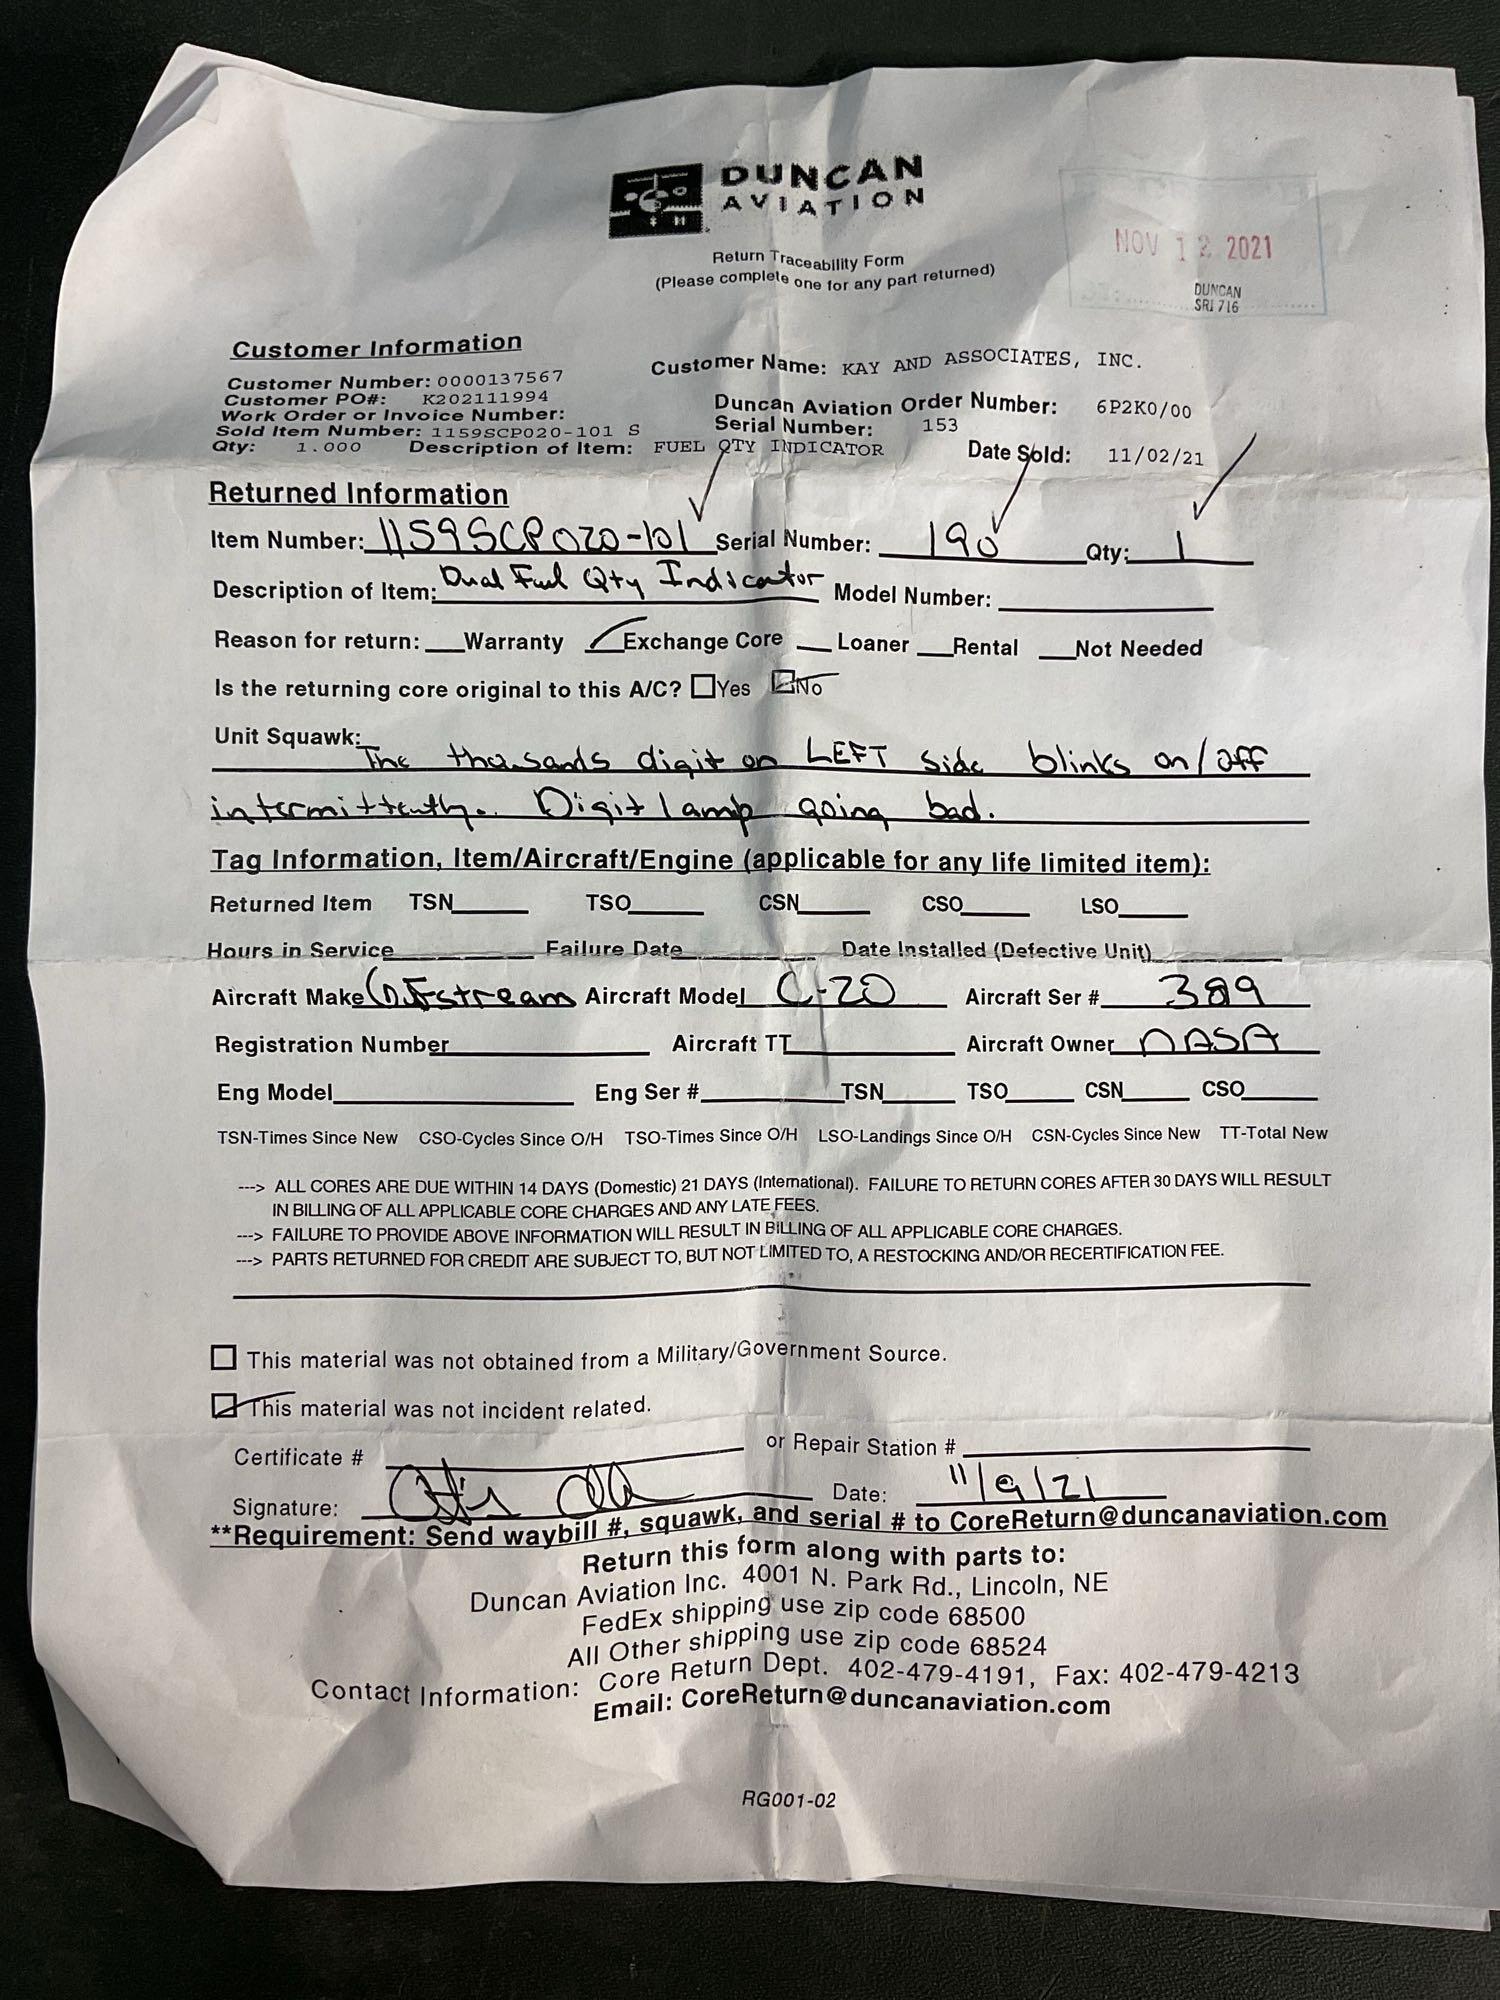 DUNCAN
AVIATION
Return Traceability Form
(Please complete one for any part returned)
NOV 12 2021
DUNCAN
SRI 716
Customer Information
Customer Number: 0000137567
Customer Name: KAY AND ASSOCIATES, INC.
Customer PO#: K202111994
Duncan Aviation Order Number: 6P2K0/00
Work Order or Invoice Number:
Serial Number: 153
Sold Item Number: 1159SCP020-101 S
Qty: 1.000 Description of Item: FUEL QTY INDICATOR Date Sold: 11/02/21
Returned Information
Item Number: 1159SCP020-101 Serial Number: 190 Qty: 1
Description of Item: Dual Fuel Qty Indicator Model Number:
Reason for return: Warranty Exchange Core Loaner Rental Not Needed
Is the returning core original to this A/C? Yes No
Unit Squawk: The thousands digit on LEFT side blinks on/off
intermittently. Digit lamp going bad.
Tag Information, Item/Aircraft/Engine (applicable for any life limited item):
Returned Item TSN TSO CSN CSO LSO
Hours in Service Failure Date Date Installed (Defective Unit)
Aircraft Make Gulfstream Aircraft Model C-20 Aircraft Ser # 389
Registration Number Aircraft TT Aircraft Owner NASA
Eng Model Eng Ser # TSN TSO CSN CSO
TSN-Times Since New CSO-Cycles Since O/H TSO-Times Since O/H LSO-Landings Since O/H CSN-Cycles Since New TT-Total New
---> ALL CORES ARE DUE WITHIN 14 DAYS (Domestic) 21 DAYS (International). FAILURE TO RETURN CORES AFTER 30 DAYS WILL RESULT
IN BILLING OF ALL APPLICABLE CORE CHARGES AND ANY LATE FEES.
---> FAILURE TO PROVIDE ABOVE INFORMATION WILL RESULT IN BILLING OF ALL APPLICABLE CORE CHARGES.
---> PARTS RETURNED FOR CREDIT ARE SUBJECT TO, BUT NOT LIMITED TO, A RESTOCKING AND/OR RECERTIFICATION FEE.
This material was not obtained from a Military/Government Source.
This material was not incident related.
Certificate # or Repair Station #
Signature: Date: 11/9/21
**Requirement: Send waybill #, squawk, and serial # to CoreReturn@duncanaviation.com
Return this form along with parts to:
Duncan Aviation Inc. 4001 N. Park Rd., Lincoln, NE
FedEx shipping use zip code 68500
All Other shipping use zip code 68524
Contact Information: Core Return Dept. 402-479-4191, Fax: 402-479-4213
Email: CoreReturn@duncanaviation.com
RG001-02